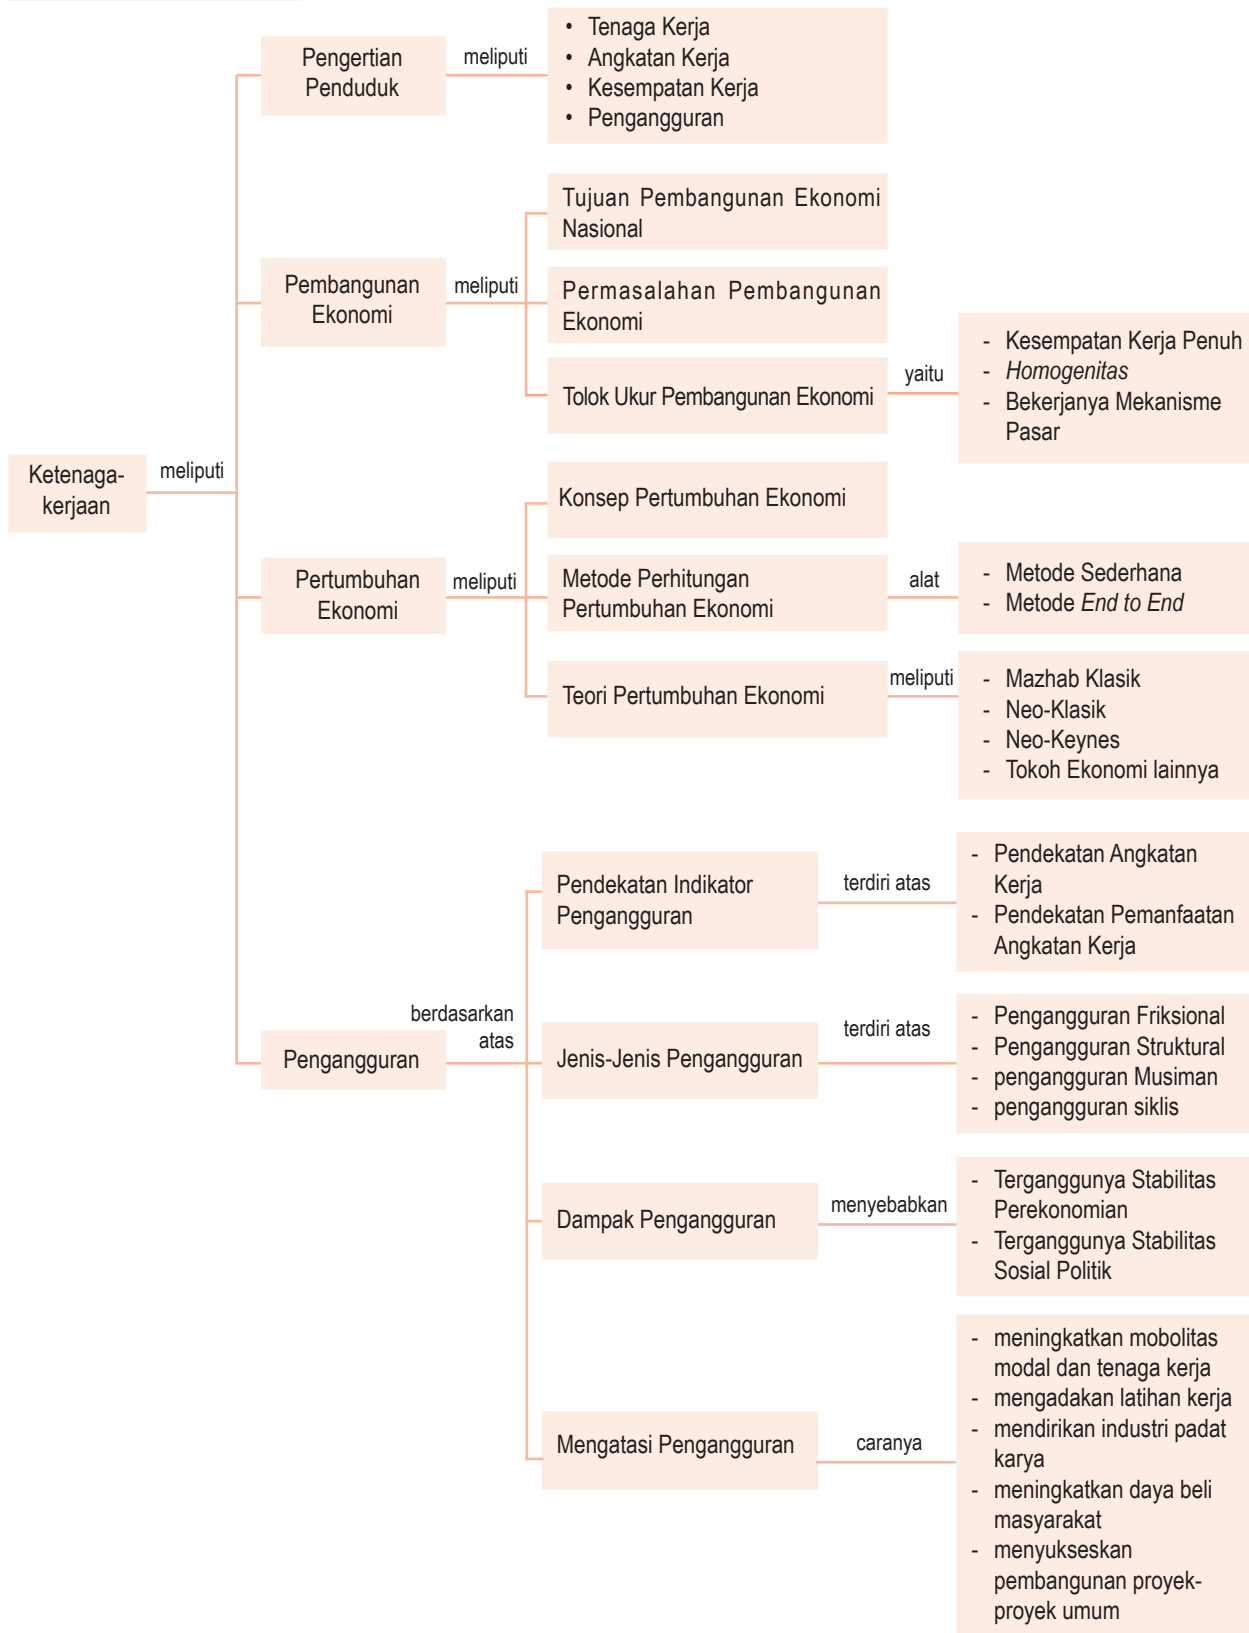 Ketenaga-
kerjaan
meliputi
Pengertian
Penduduk
meliputi
• Tenaga Kerja
• Angkatan Kerja
• Kesempatan Kerja
• Pengangguran
Pembangunan
Ekonomi
meliputi
Tujuan Pembangunan Ekonomi
Nasional
Permasalahan Pembangunan
Ekonomi
Tolok Ukur Pembangunan Ekonomi
yaitu
- Kesempatan Kerja Penuh
- Homogenitas
- Bekerjanya Mekanisme
Pasar
Pertumbuhan
Ekonomi
meliputi
Konsep Pertumbuhan Ekonomi
Metode Perhitungan
Pertumbuhan Ekonomi
alat
- Metode Sederhana
- Metode End to End
Teori Pertumbuhan Ekonomi
meliputi
- Mazhab Klasik
- Neo-Klasik
- Neo-Keynes
- Tokoh Ekonomi lainnya
Pengangguran
berdasarkan
atas
Pendekatan Indikator
Pengangguran
terdiri atas
- Pendekatan Angkatan
Kerja
- Pendekatan Pemanfaatan
Angkatan Kerja
Jenis-Jenis Pengangguran
terdiri atas
- Pengangguran Friksional
- Pengangguran Struktural
- pengangguran Musiman
- pengangguran siklis
Dampak Pengangguran
menyebabkan
- Terganggunya Stabilitas
Perekonomian
- Terganggunya Stabilitas
Sosial Politik
Mengatasi Pengangguran
caranya
- meningkatkan mobolitas
modal dan tenaga kerja
- mengadakan latihan kerja
- mendirikan industri padat
karya
- meningkatkan daya beli
masyarakat
- menyukseskan
pembangunan proyek-
proyek umum